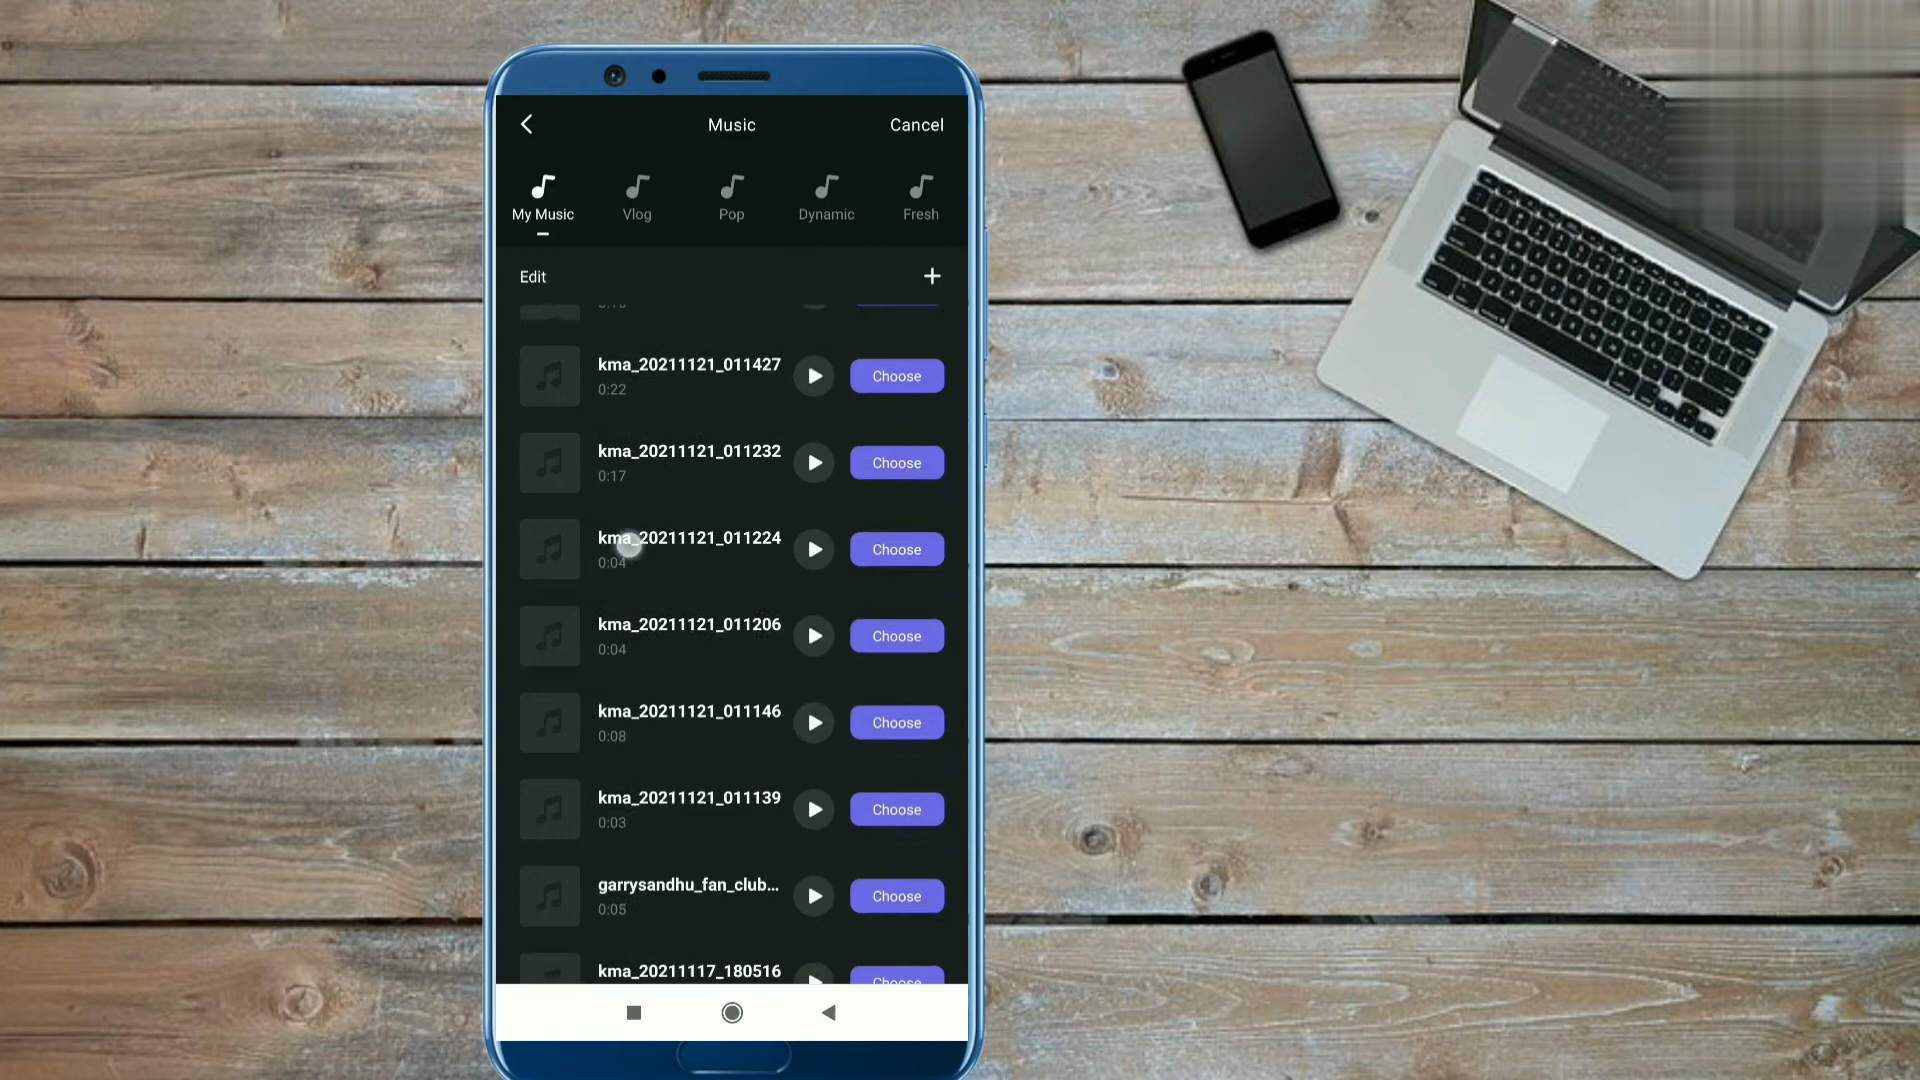 Music
Cancel
My Music
Vlog
Pop
Dynamic
Fresh
Edit
kma_20211121_011427
0:22
Choose
kma_20211121_011232
0:17
Choose
kma_20211121_011224
0:04
Choose
kma_20211121_011206
0:04
Choose
kma_20211121_011146
0:08
Choose
kma_20211121_011139
0:03
Choose
garrysandhu_fan_club...
0:05
Choose
kma_20211117_180516
Choose